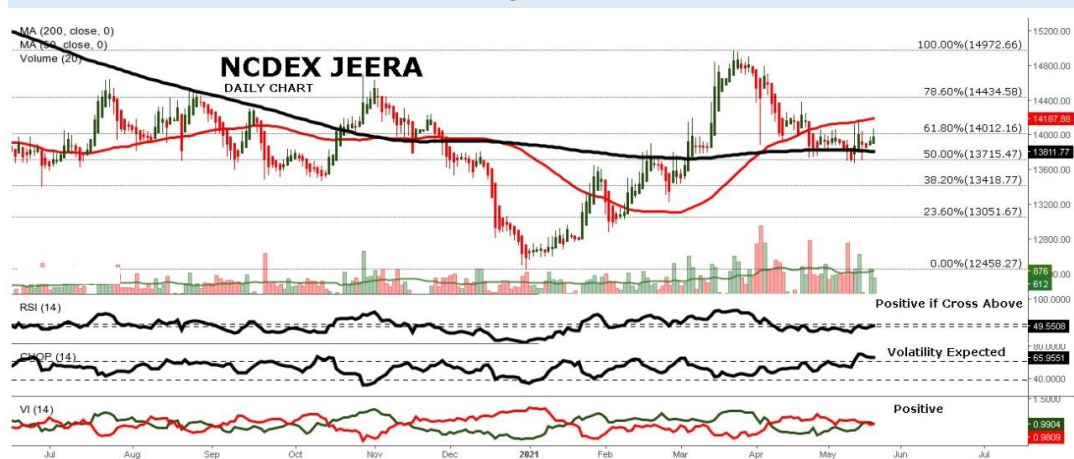 MA (200, close, 0)
MA (50, close, 0)
Volume (20)
NCDEX JEERA
DAILY CHART
100.00%(14972.66)
78.60%(14434.58)
61.80%(14012.16)
50.00%(13715.47)
38.20%(13418.77)
23.60%(13051.67)
0.00%(12458.27)
15200.00
14800.00
14400.00
14187.88
14000.00
13811.77
13600.00
13200.00
12800.00
876
612
RSI (14)
Positive if Cross Above
100.0000
49.5508
CHOP (14)
Volatility Expected
80.0000
65.9551
40.0000
VI (14)
Positive
1.5000
0.9904
0.9809
Jul Aug Sep Oct Nov Dec 2021 Feb Mar Apr May Jun Jul